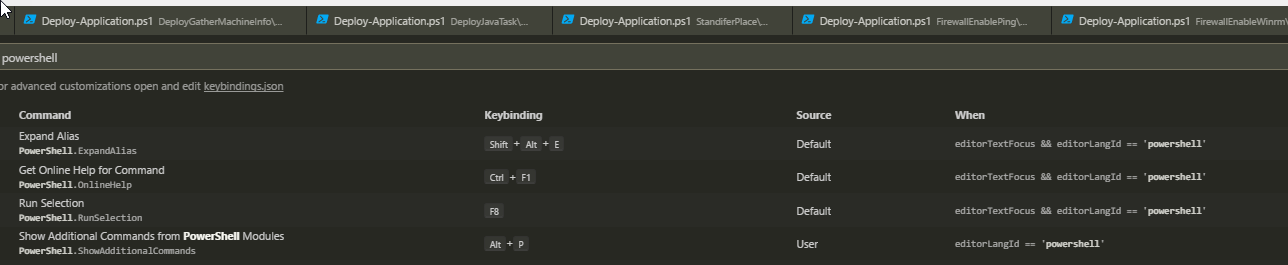 Deploy-Application.ps1 DeployGatherMachineInfo\... Deploy-Application.ps1 DeployJavaTask\... Deploy-Application.ps1 StandiferPlace\... Deploy-Application.ps1 FirewallEnablePing\... Deploy-Application.ps1 FirewallEnableWinrm\
powershell
or advanced customizations open and edit keybindings.json
Command Keybinding Source When
Expand Alias
PowerShell.ExpandAlias Shift + Alt + E Default editorTextFocus && editorLangId == 'powershell'
Get Online Help for Command
PowerShell.OnlineHelp Ctrl + F1 Default editorTextFocus && editorLangId == 'powershell'
Run Selection
PowerShell.RunSelection F8 Default editorTextFocus && editorLangId == 'powershell'
Show Additional Commands from PowerShell Modules
PowerShell.ShowAdditionalCommands Alt + P User editorLangId == 'powershell'